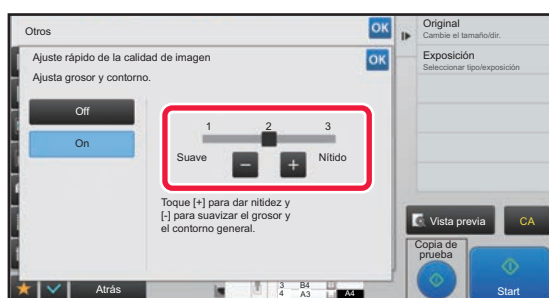 Otros
OK
Ajuste rápido de la calidad de imagen
OK
Ajusta grosor y contorno.
Off
On
1 2 3
Suave - + Nítido
Toque [+] para dar nitidez y
[-] para suavizar el grosor y
el contorno general.
Atrás
3 B4
4 A3
A4
Original
Cambie el tamaño/dir.
Exposición
Seleccionar tipo/exposición
Vista previa
CA
Copia de
prueba
Start